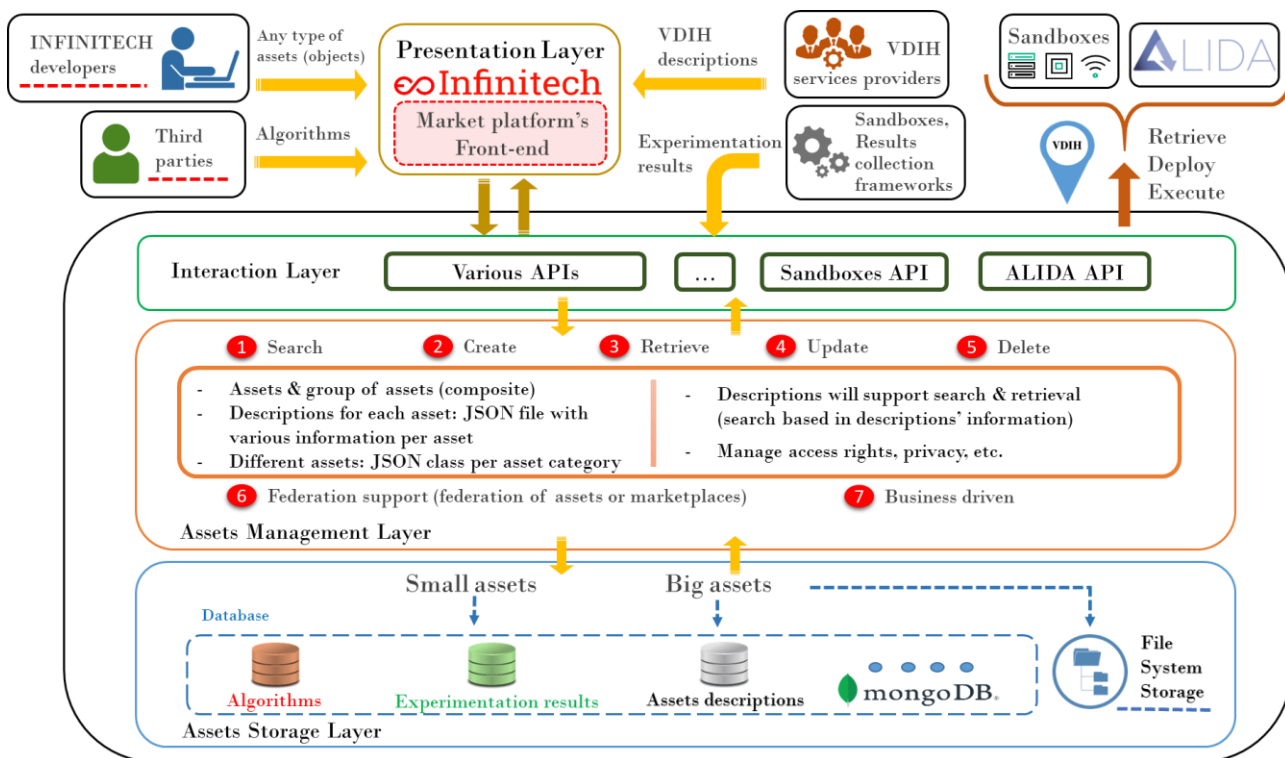 INFINITECH
developers
Any type of
assets (objects)
Presentation Layer
Infinitech
Market platform's
Front-end
VDIH
descriptions
VDIH
services providers
Sandboxes
ALIDA
Third
parties
Algorithms
Experimentation
results
Sandboxes,
Results
collection
frameworks
VDIH
Retrieve
Deploy
Execute
Interaction Layer
Various APIs
...
Sandboxes API
ALIDA API
1 Search
2 Create
3 Retrieve
4 Update
5 Delete
- Assets & group of assets (composite)
- Descriptions for each asset: JSON file with
various information per asset
- Different assets: JSON class per asset category
- Descriptions will support search & retrieval
(search based in descriptions' information)
- Manage access rights, privacy, etc.
6 Federation support (federation of assets or marketplaces)
7 Business driven
Assets Management Layer
Small assets
Big assets
Database
Algorithms
Experimentation results
Assets descriptions
mongoDB®
File
System
Storage
Assets Storage Layer